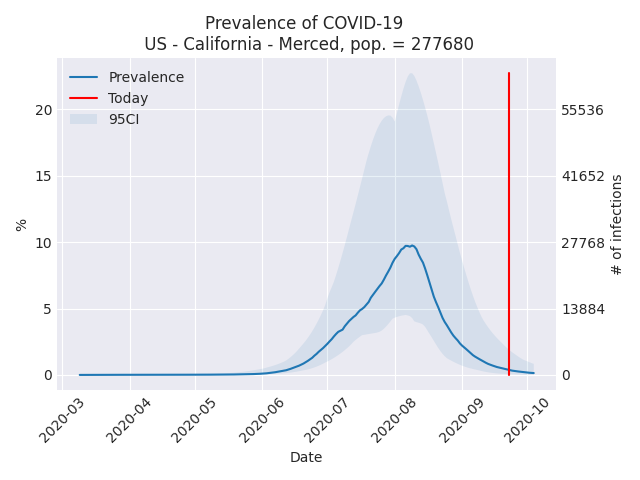 Prevalence of COVID-19
US - California - Merced, pop. = 277680
Prevalence
Today
95CI
20
15
10
5
0
%
55536
41652
27768
13884
0
# of infections
2020-03
2020-04
2020-05
2020-06
2020-07
2020-08
2020-09
2020-10
Date